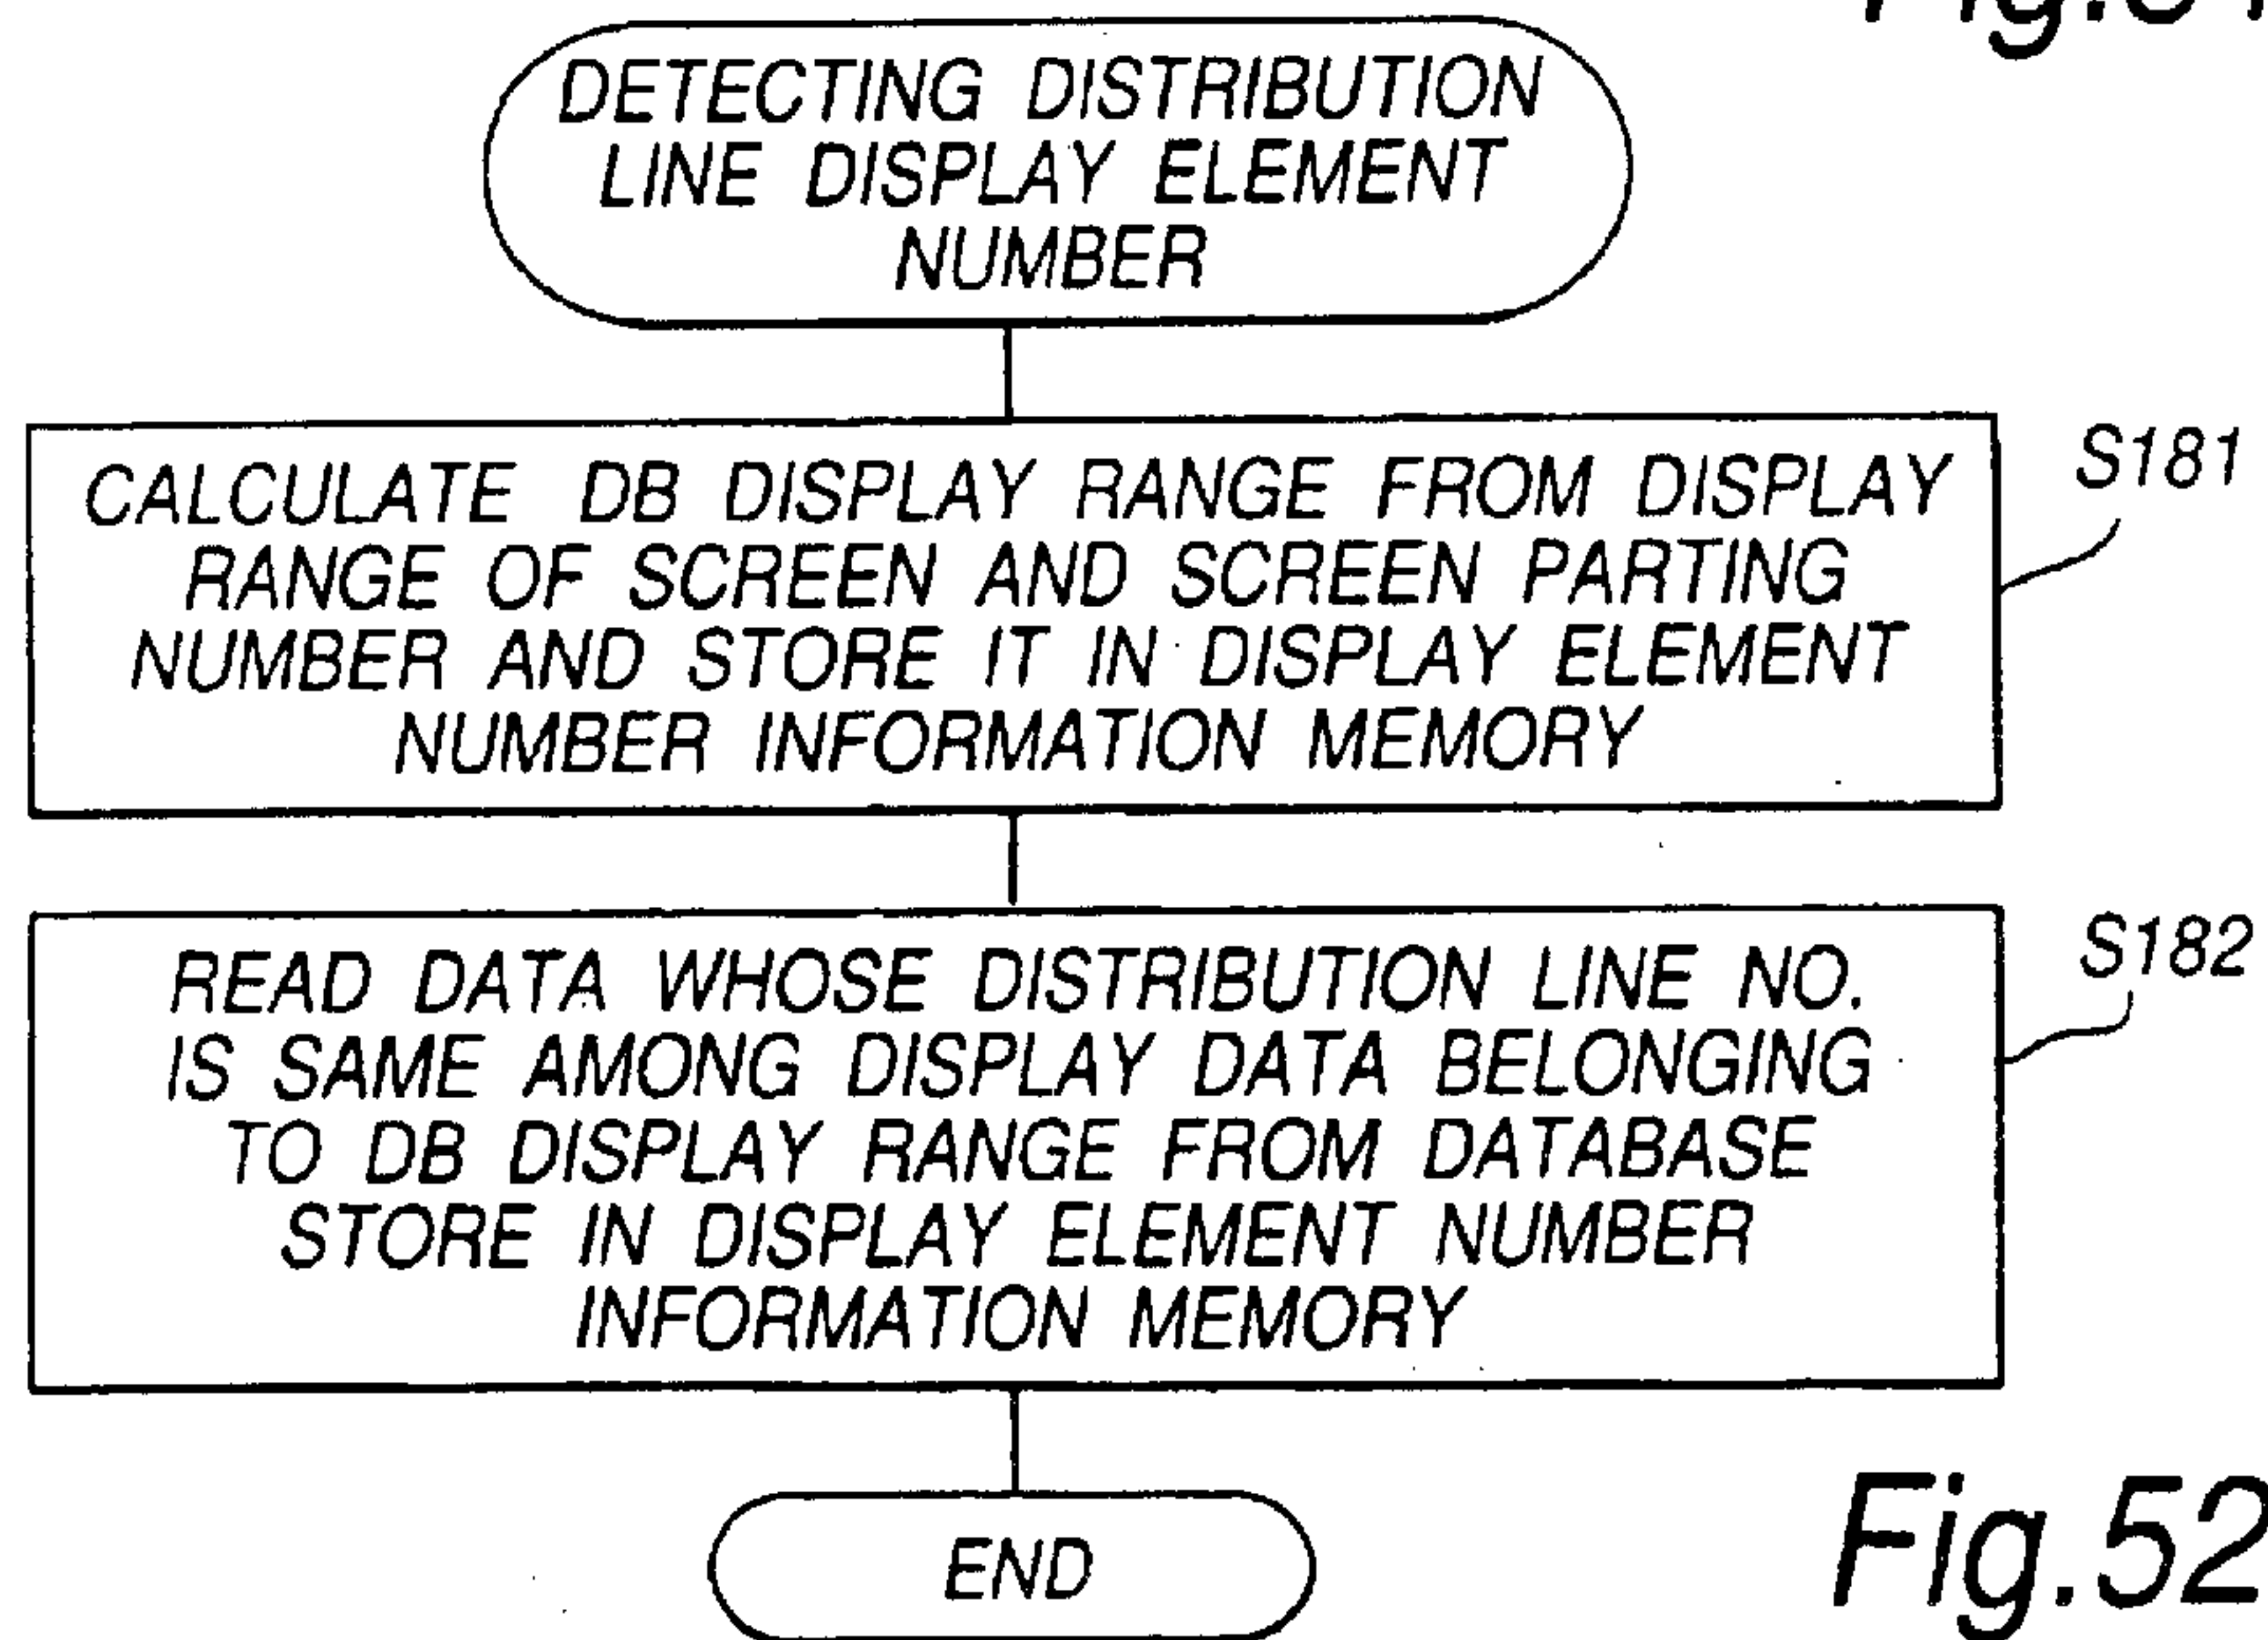 DETECTING DISTRIBUTION
LINE DISPLAY ELEMENT
NUMBER
CALCULATE DB DISPLAY RANGE FROM DISPLAY
RANGE OF SCREEN AND SCREEN PARTING
NUMBER AND STORE IT IN DISPLAY ELEMENT
NUMBER INFORMATION MEMORY
S181
READ DATA WHOSE DISTRIBUTION LINE NO.
IS SAME AMONG DISPLAY DATA BELONGING
TO DB DISPLAY RANGE FROM DATABASE
STORE IN DISPLAY ELEMENT NUMBER
INFORMATION MEMORY
S182
END
Fig.52